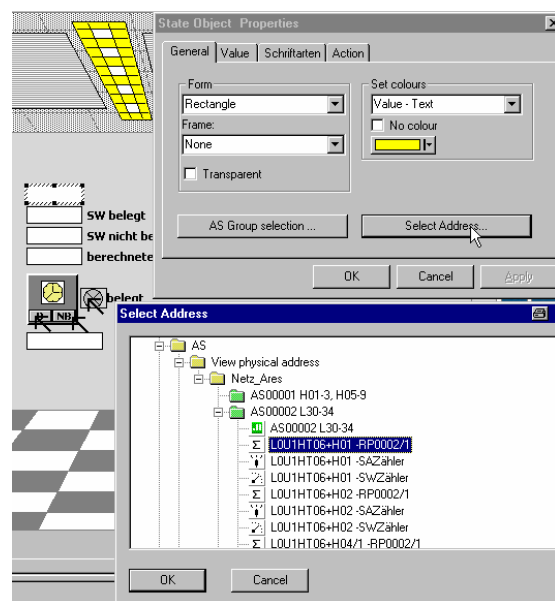 State Object Properties
General Value Schriftarten Action
Form
Rectangle
Frame:
None
Transparent
Set colours
Value - Text
No colour
AS Group selection ...
Select Address...
OK Cancel Apply
SW belegt
SW nicht be
berechnete
belegt
NB
Select Address
AS
View physical address
Netz_Ares
AS00001 H01-3, H05-9
AS00002 L30-34
AS00002 L30-34
L0U1HT06+H01 -RP0002/1
L0U1HT06+H01 -SAZähler
L0U1HT06+H01 -SWZähler
L0U1HT06+H02 -RP0002/1
L0U1HT06+H02 -SAZähler
L0U1HT06+H02 -SWZähler
L0U1HT06+H04/1 -RP0002/1
OK Cancel